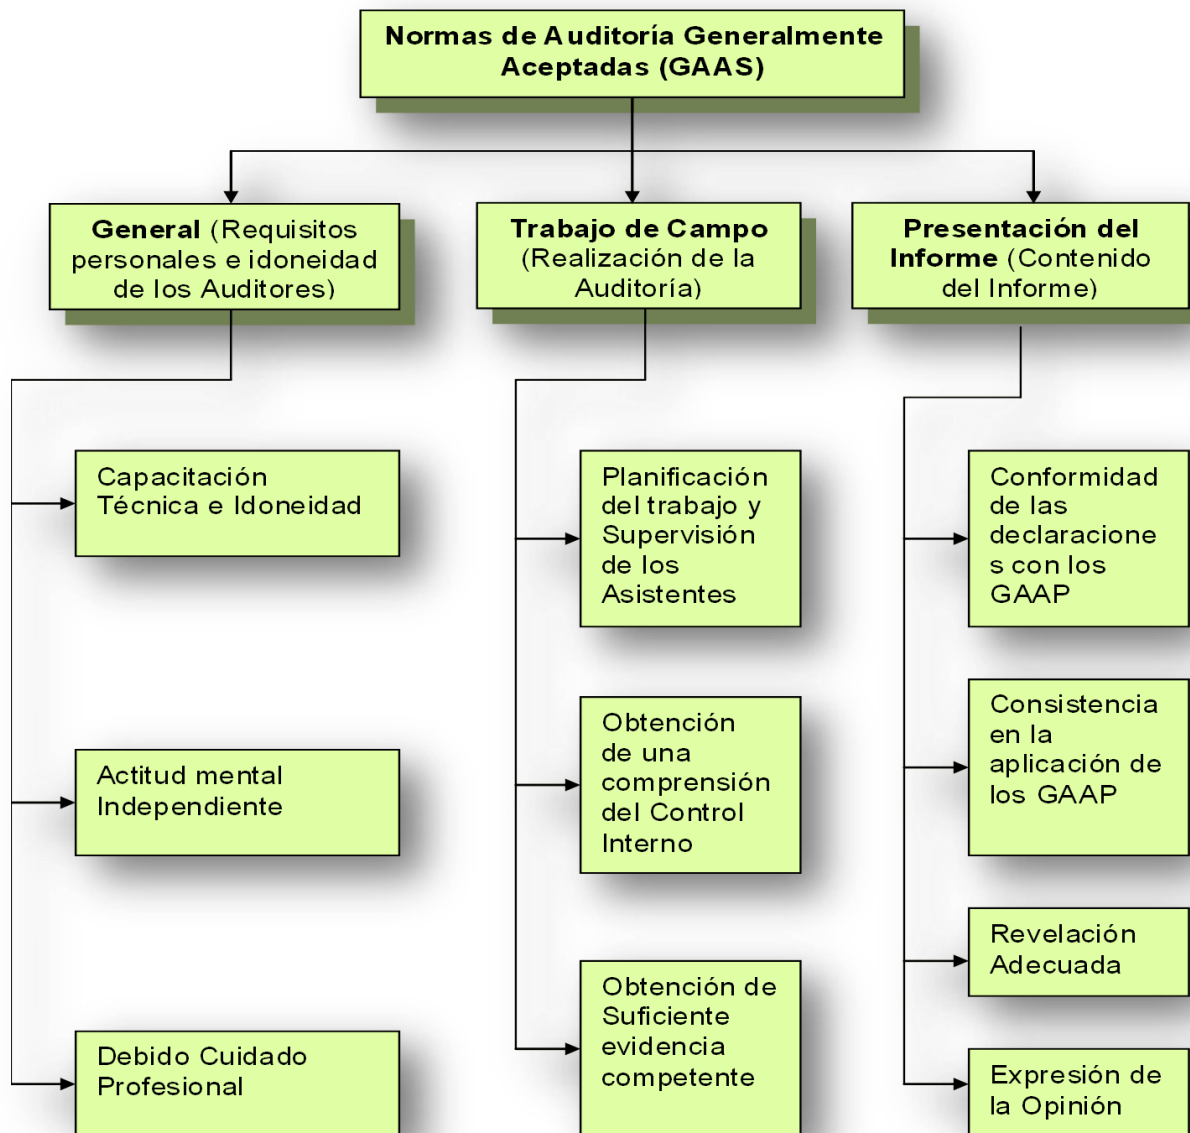 Normas de Auditoría Generalmente
Aceptadas (GAAS)
General (Requisitos
personales e idoneidad
de los Auditores)
Trabajo de Campo
(Realización de la
Auditoría)
Presentación del
Informe (Contenido
del Informe)
Capacitación
Técnica e Idoneidad
Actitud mental
Independiente
Debido Cuidado
Profesional
Planificación
del trabajo y
Supervisión
de los
Asistentes
Obtención
de una
comprensión
del Control
Interno
Obtención de
Suficiente
evidencia
competente
Conformidad
de las
declaracione
s con los
GAAP
Consistencia
en la
aplicación de
los GAAP
Revelación
Adecuada
Expresión de
la Opinión